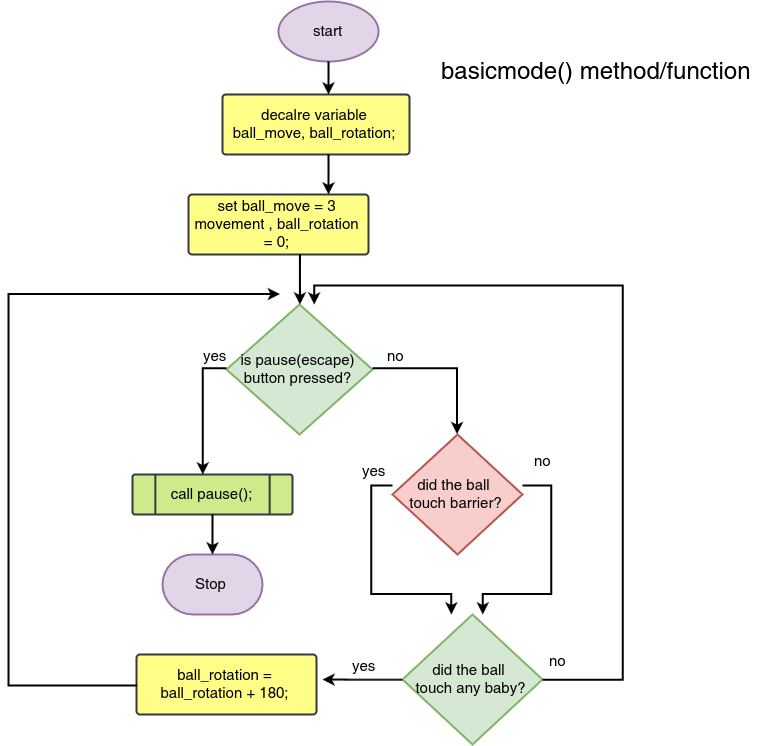 start
basicmode() method/function
decalre variable
ball_move, ball_rotation;
set ball_move = 3
movement , ball_rotation
= 0;
yes
is pause(escape)
button pressed?
no
yes
did the ball
touch barrier?
no
call pause();
Stop
ball_rotation =
ball_rotation + 180;
yes
did the ball
touch any baby?
no